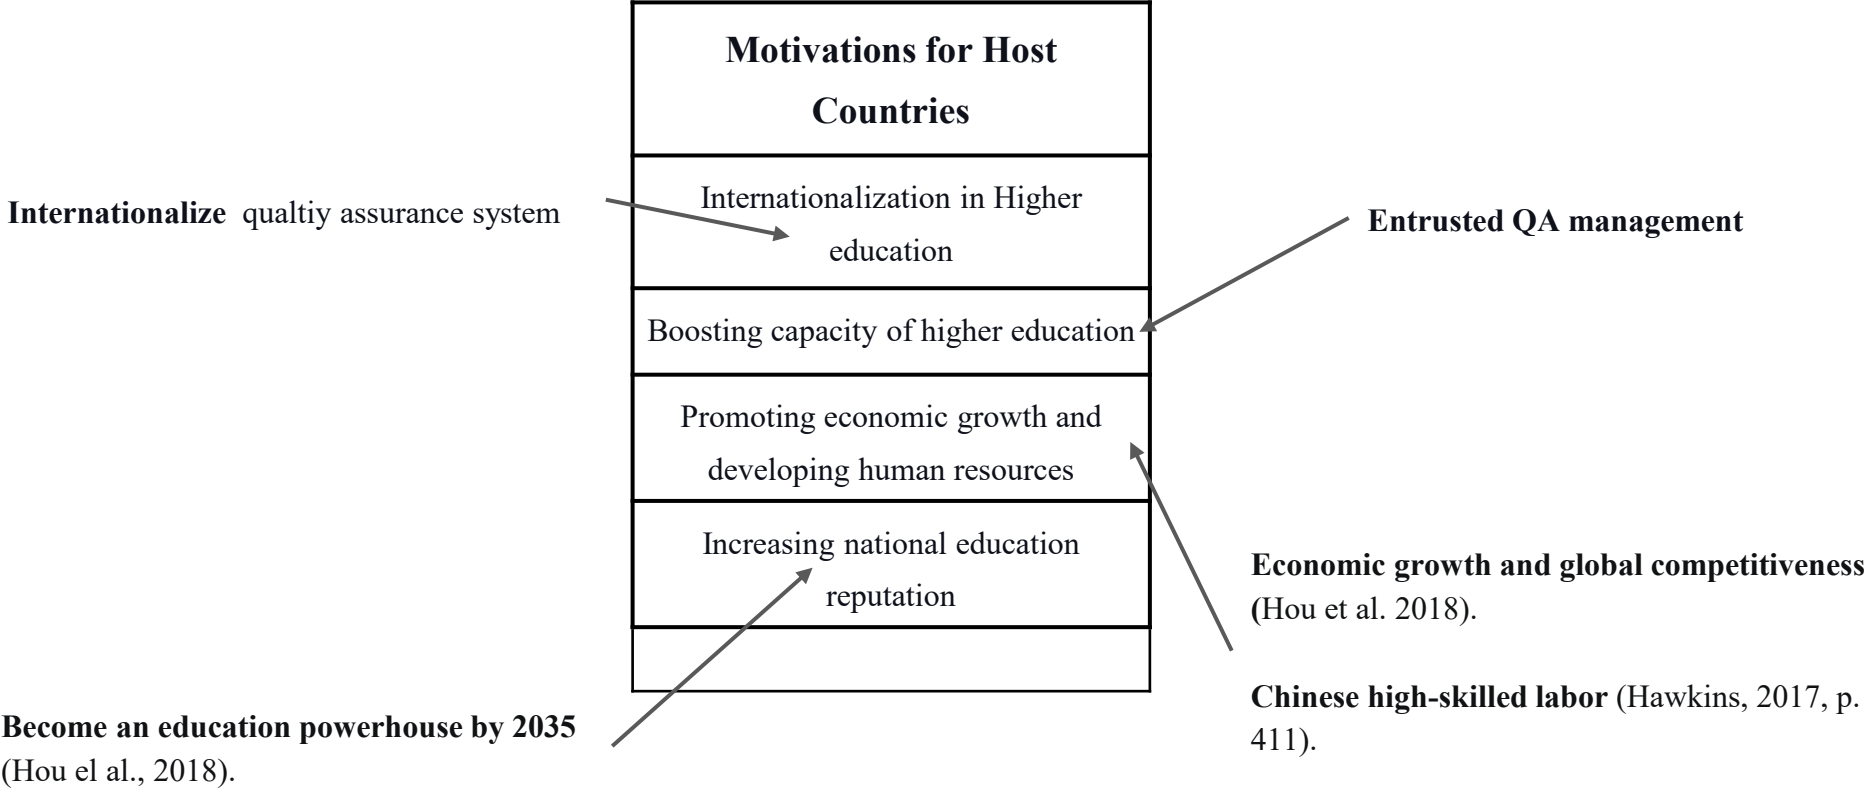 Motivations for Host
Countries
Internationalization in Higher
education
Boosting capacity of higher education
Promoting economic growth and
developing human resources
Increasing national education
reputation
Internationalize qualtiy assurance system
Entrusted QA management
Economic growth and global competitiveness
(Hou et al. 2018).
Chinese high-skilled labor (Hawkins, 2017, p.
411).
Become an education powerhouse by 2035
(Hou el al., 2018).